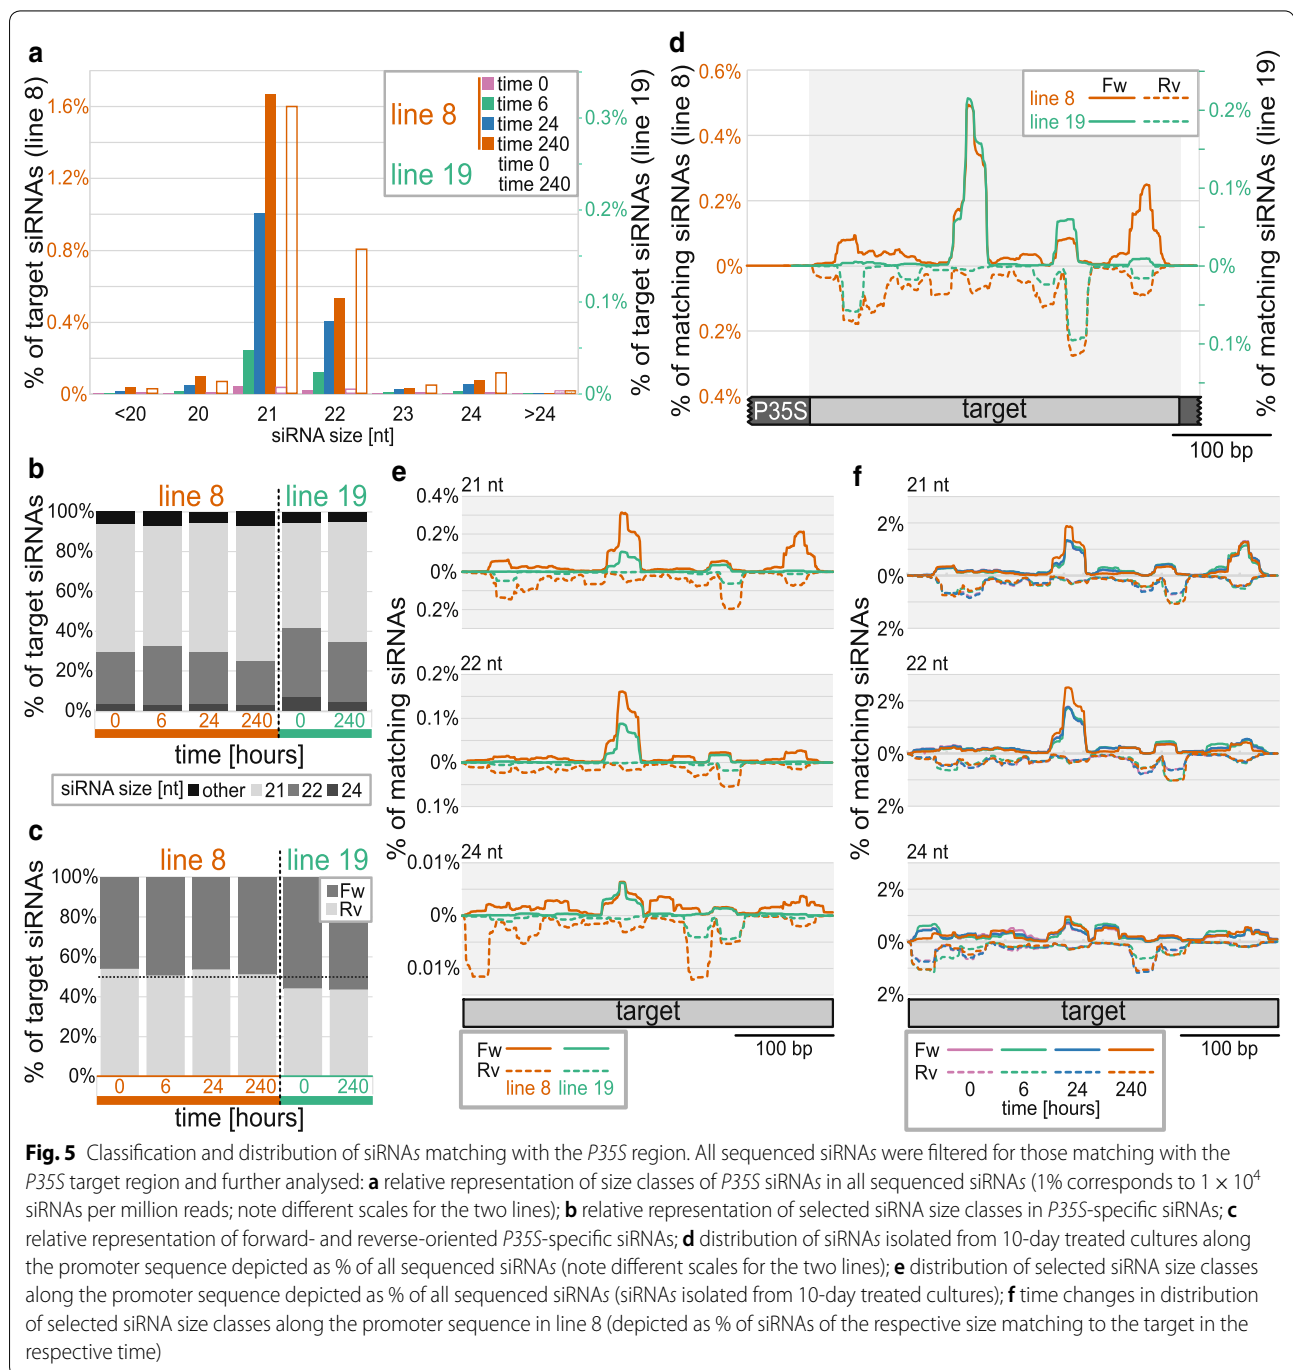 a
% of target siRNAs (line 8)
1.6%
1.2%
0.8%
0.4%
0%
line 8
line 19
time 0
time 6
time 24
time 240
time 0
time 240
0.3%
0.2%
0.1%
0%
% of target siRNAs (line 19)
<20 20 21 22 23 24 >24
siRNA size [nt]
d
% of matching siRNAs (line 8)
0.6%
0.4%
0.2%
0%
0.2%
0.4%
Fw Rv
line 8
line 19
0.2%
0.1%
0%
0.1%
% of matching siRNAs (line 19)
P35S target
100 bp
b
line 8 line 19
% of target siRNAs
100%
80%
60%
40%
20%
0%
0 6 24 240 0 240
time [hours]
siRNA size [nt] other 21 22 24
c
line 8 line 19
% of target siRNAs
100%
80%
60%
40%
20%
0%
Fw
Rv
0 6 24 240 0 240
time [hours]
e
% of matching siRNAs
21 nt
0.4%
0.2%
0%
0.2%
22 nt
0.2%
0.1%
0%
0.1%
24 nt
0.01%
0%
0.01%
target
100 bp
Fw
Rv
line 8 line 19
f
% of matching siRNAs
21 nt
2%
0%
2%
22 nt
2%
0%
2%
24 nt
2%
0%
2%
target
100 bp
Fw
Rv
0 6 24 240
time [hours]
Fig. 5 Classification and distribution of siRNAs matching with the P35S region. All sequenced siRNAs were filtered for those matching with the
P35S target region and further analysed: a relative representation of size classes of P35S siRNAs in all sequenced siRNAs (1% corresponds to 1 × 10⁴
siRNAs per million reads; note different scales for the two lines); b relative representation of selected siRNA size classes in P35S-specific siRNAs; c
relative representation of forward- and reverse-oriented P35S-specific siRNAs; d distribution of siRNAs isolated from 10-day treated cultures along
the promoter sequence depicted as % of all sequenced siRNAs (note different scales for the two lines); e distribution of selected siRNA size classes
along the promoter sequence depicted as % of all sequenced siRNAs (siRNAs isolated from 10-day treated cultures); f time changes in distribution
of selected siRNA size classes along the promoter sequence in line 8 (depicted as % of siRNAs of the respective size matching to the target in the
respective time)